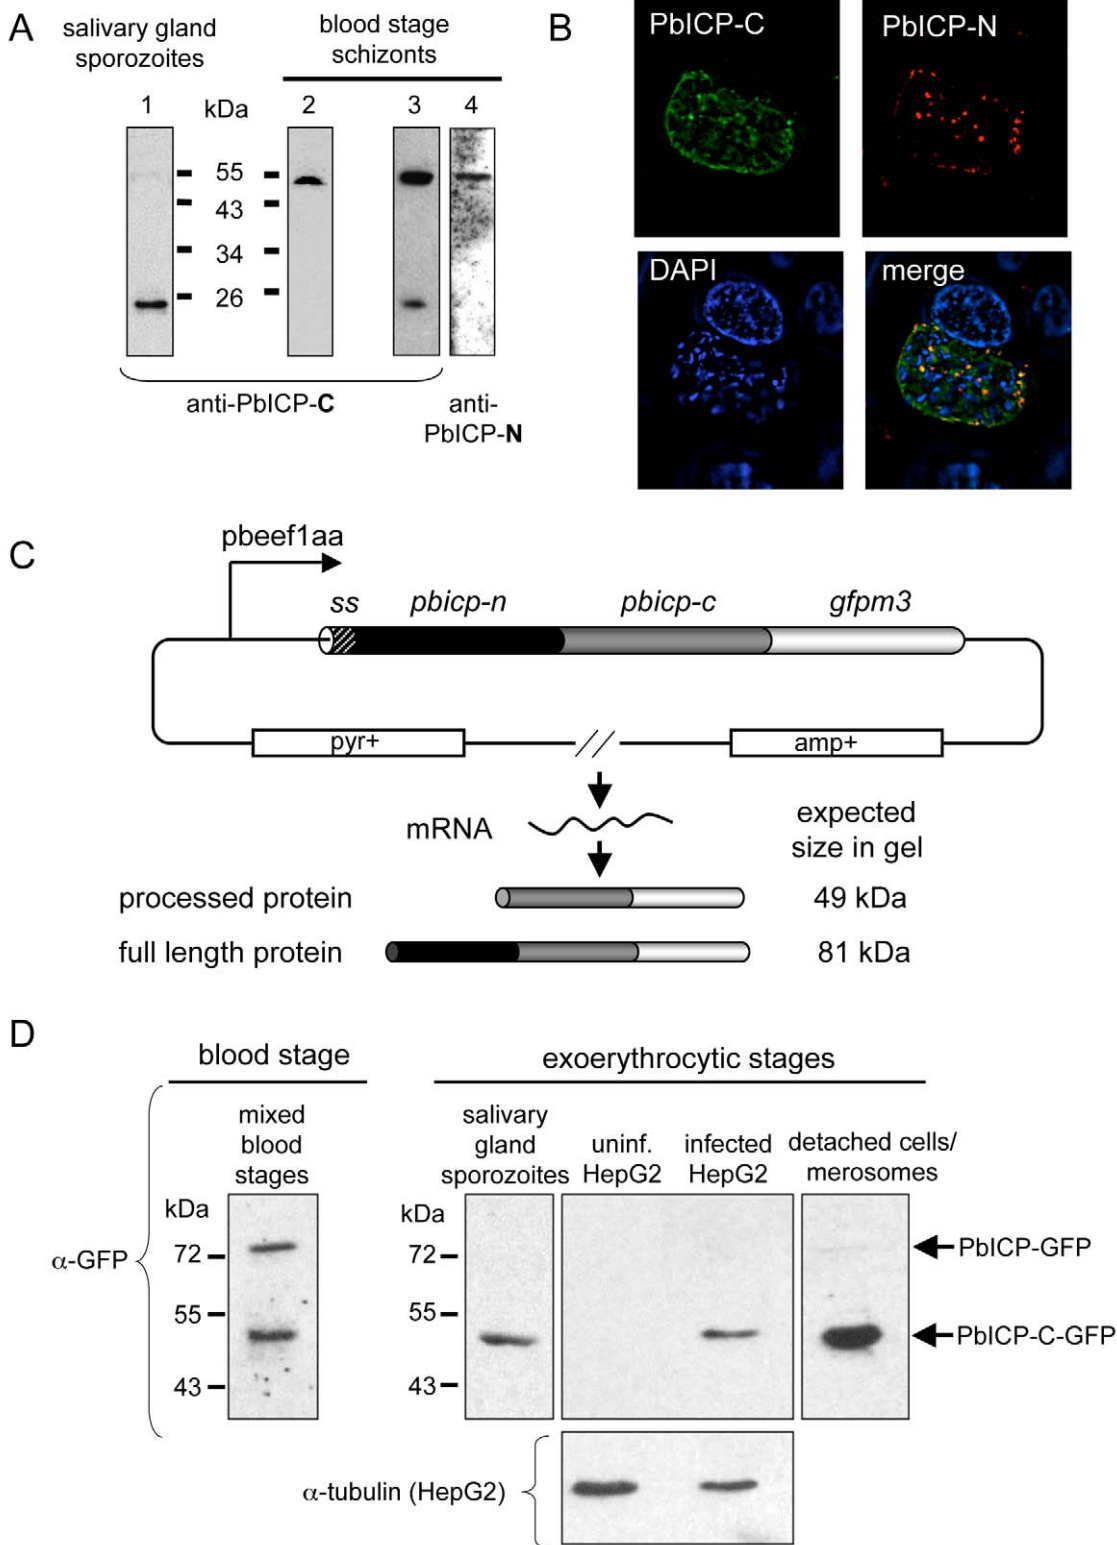 A
salivary gland
sporozoites
blood stage
schizonts
1
kDa
2
3
4
55
43
34
26
anti-PbICP-C
anti-
PbICP-N
B
PbICP-C
PbICP-N
DAPI
merge
C
pbeef1aa
ss
pbicp-n
pbicp-c
gfpm3
pyr+
amp+
mRNA
expected
size in gel
processed protein
49 kDa
full length protein
81 kDa
D
blood stage
exoerythrocytic stages
mixed
blood
stages
salivary
gland
sporozoites
uninf.
HepG2
infected
HepG2
detached cells/
merosomes
kDa
72
55
43
α-GFP
kDa
72
55
43
PbICP-GFP
PbICP-C-GFP
α-tubulin (HepG2)